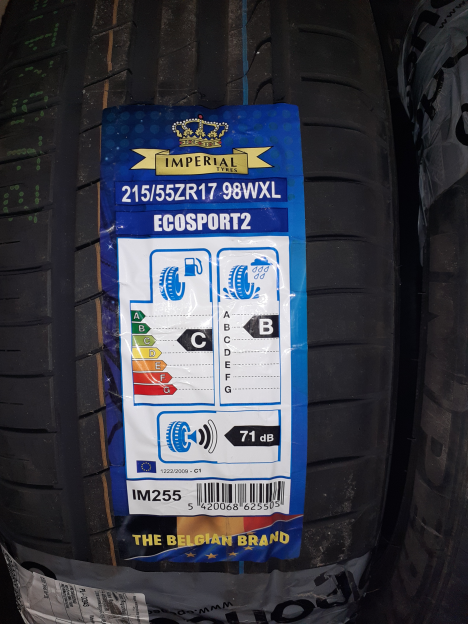 IMPERIAL
TYRES
215/55ZR17 98WXL
ECOSPORT2
A
B
C
D
E
F
G
C
A
B
C
D
E
F
G
B
71 dB
1222/2009 - C1
IM255
5 420068 625505
THE BELGIAN BRAND